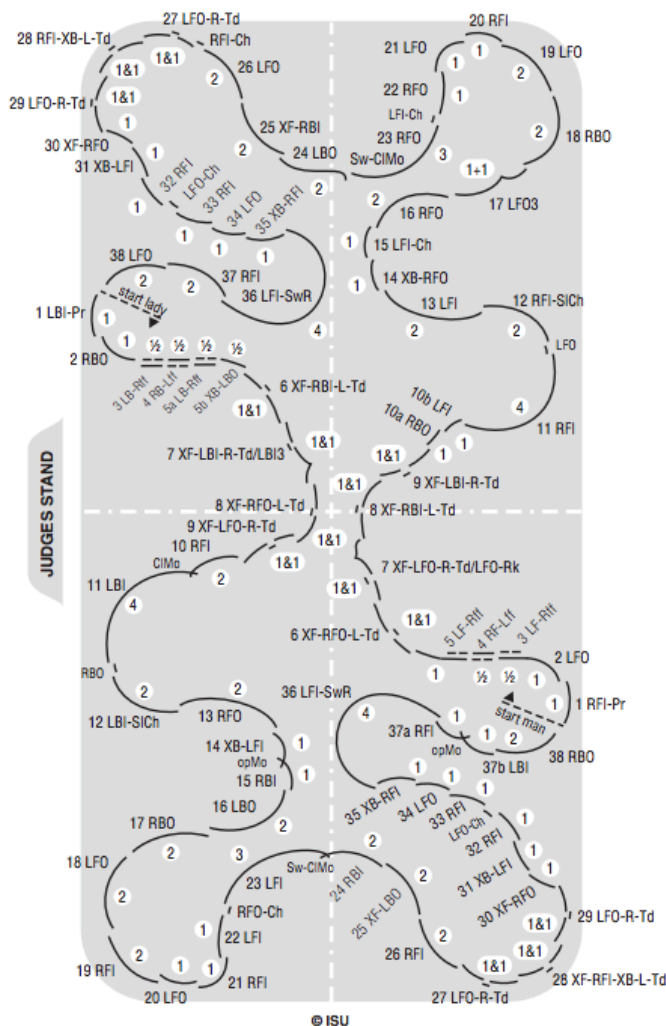 27 LFO-R-Td
28 RFI-XB-L-Td
RFI-Ch
26 LFO
1&1
1&1
2
1&1
29 LFO-R-Td
1
30 XF-RFO
25 XF-RBI
31 XB-LFI
1
2
24 LBO
32 RFI
LFO-Ch
33 RFI
34 LFO
35 XB-RFI
2
1
1
1
1
38 LFO
37 RFI
36 LFI-SwR
2
2
start lady
1 LBI-Pr
1
4
1
½
½
½
½
2 RBO
3 LB-Rff
4 RB-Lff
5a LB-Rff
5b XB-LBO
6 XF-RBI-L-Td
1&1
7 XF-LBI-R-Td/LBI3
1&1
8 XF-RFO-L-Td
9 XF-LFO-R-Td
1&1
10 RFI
1&1
ClMo
2
11 LBI
4
RBO
2
2
12 LBI-SlCh
13 RFO
14 XB-LFI
1
opMo
15 RBI
1
16 LBO
2
17 RBO
2
3
Sw-ClMo
18 LFO
23 LFI
2
RFO-Ch
1
22 LFI
2
1
1
19 RFI
21 RFI
20 LFO
20 RFI
21 LFO
19 LFO
1
1
2
22 RFO
1
LFI-Ch
23 RFO
2
18 RBO
Sw-ClMo
3
1+1
17 LFO3
2
16 RFO
1
15 LFI-Ch
1
14 XB-RFO
13 LFI
12 RFI-SlCh
2
2
LFO
10b LFI
10a RBO
4
11 RFI
1
1
1&1
1&1
9 XF-LBI-R-Td
8 XF-RBI-L-Td
7 XF-LFO-R-Td/LFO-Rk
1&1
1&1
6 XF-RFO-L-Td
5 LF-Rff
4 RF-Lff
3 LF-Rff
2 LFO
1
½
½
1
1
1 RFI-Pr
start man
36 LFI-SwR
4
37a RFI
1
opMo
1
2
38 RBO
37b LBI
1
1
1
35 XB-RFI
34 LFO
33 RFI
LFO-Ch
32 RFI
31 XB-LFI
30 XF-RFO
1
1
1
29 LFO-R-Td
1&1
1&1
1&1
24 RBI
2
25 XF-LBO
2
26 RFI
2
27 LFO-R-Td
28 XF-RFI-XB-L-Td
JUDGES STAND
© ISU